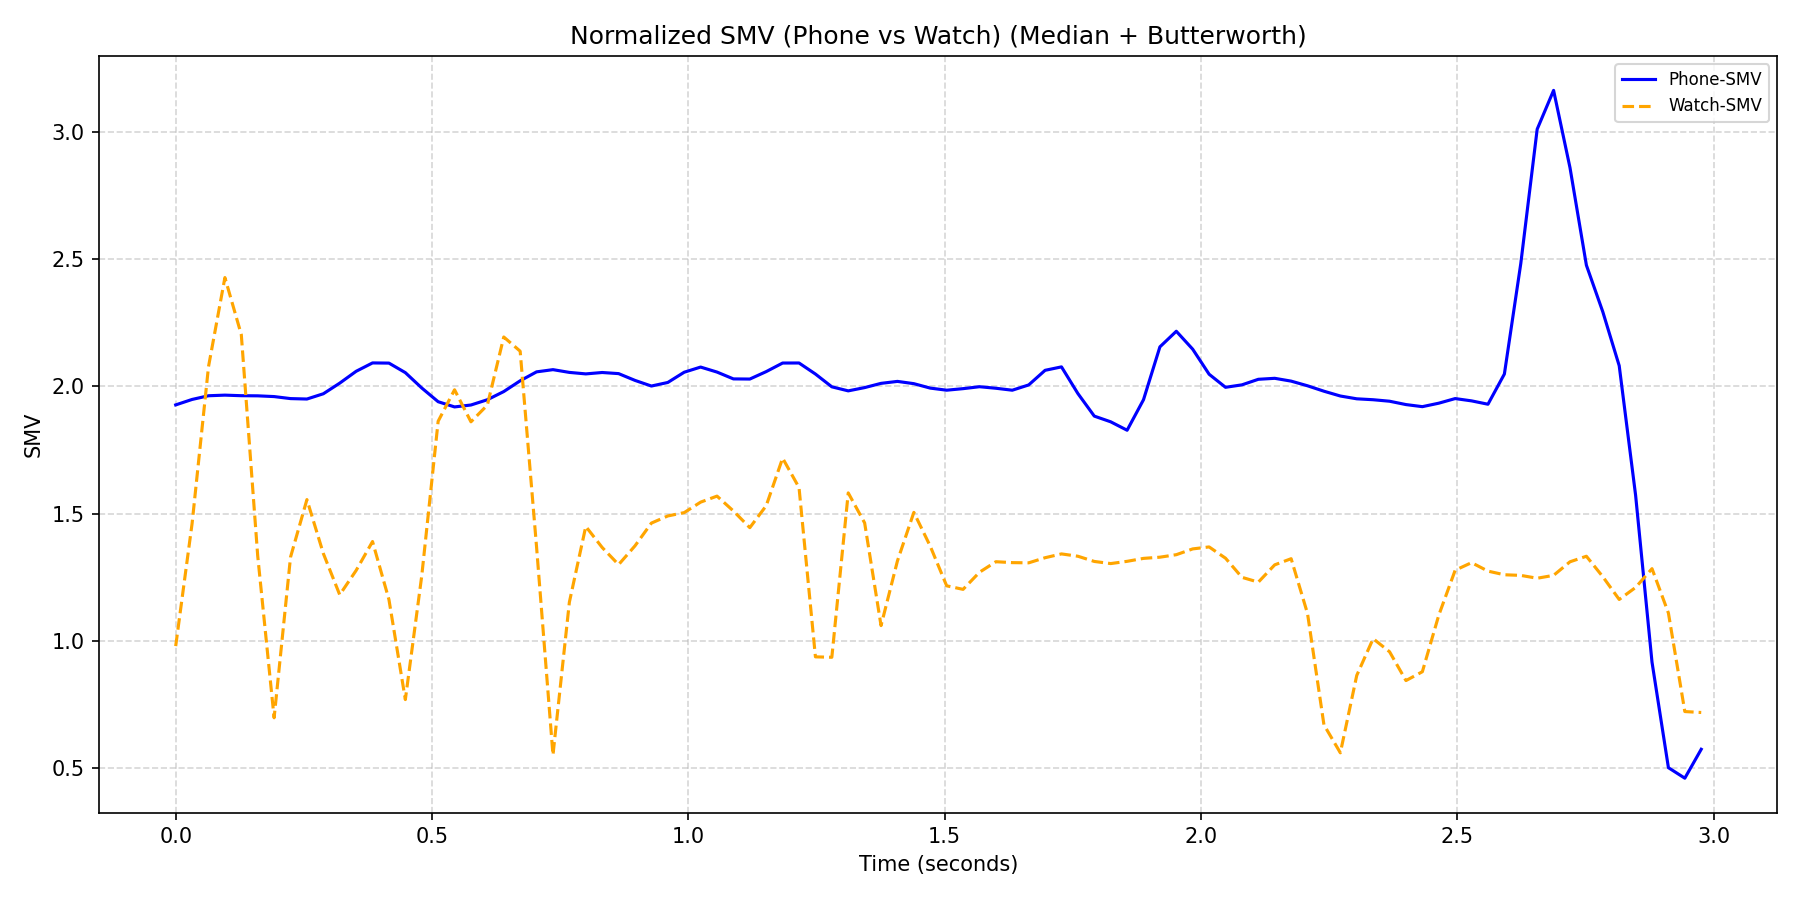 Normalized SMV (Phone vs Watch) (Median + Butterworth)
Phone-SMV
Watch-SMV
SMV
3.0
2.5
2.0
1.5
1.0
0.5
0.0 0.5 1.0 1.5 2.0 2.5 3.0
Time (seconds)